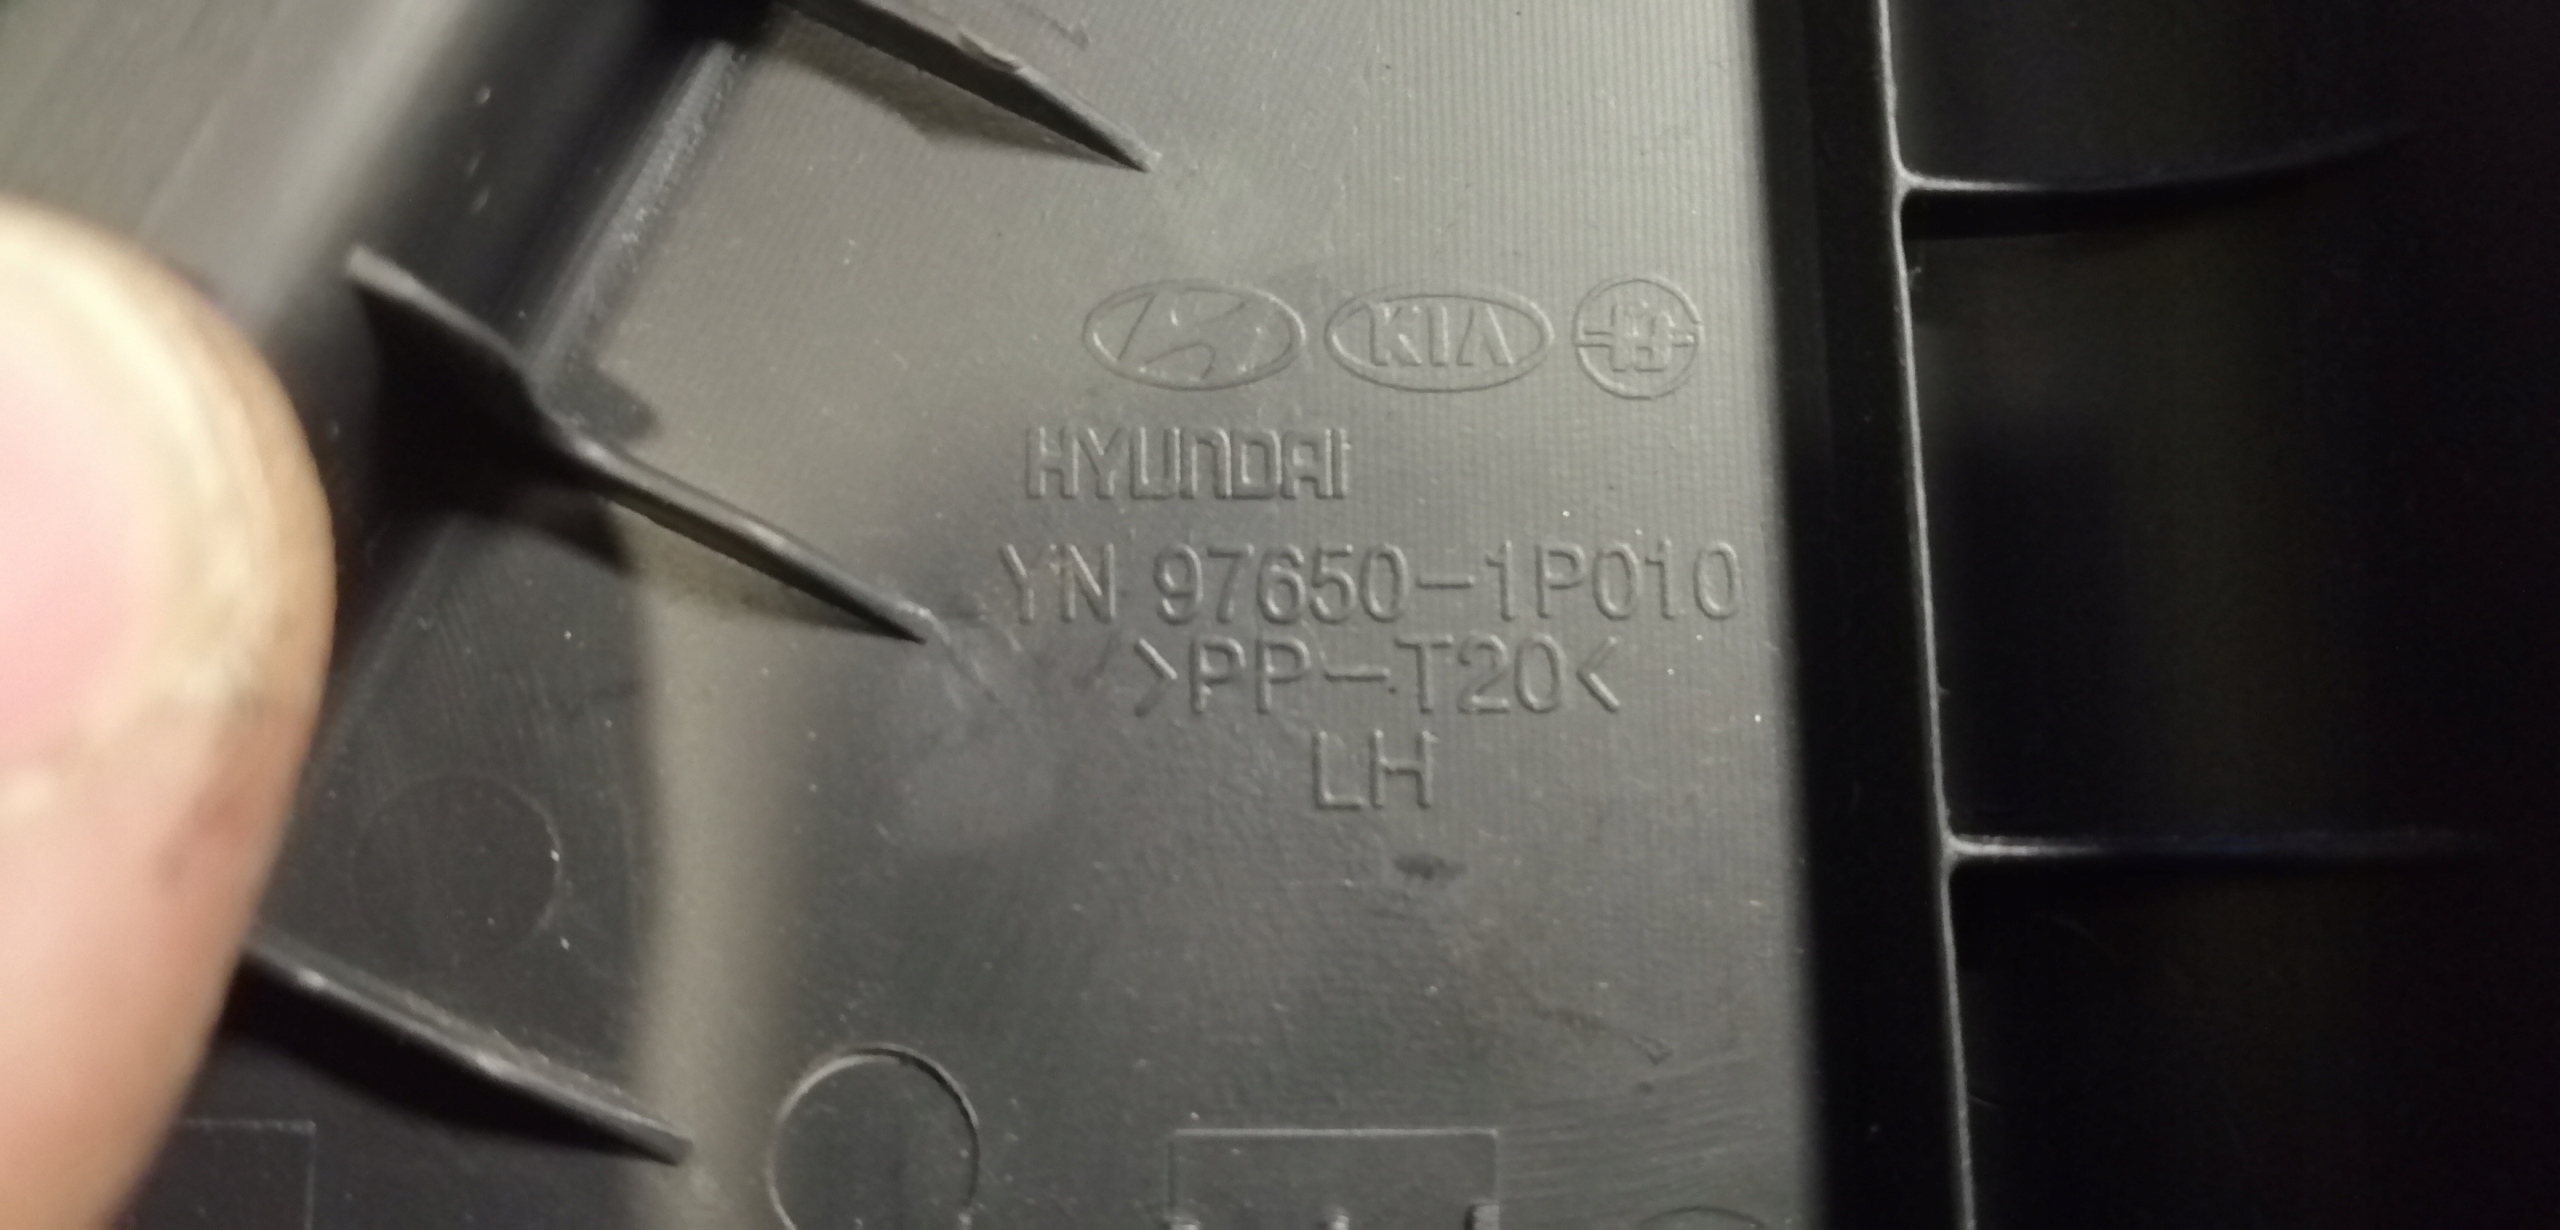 KIA
HYUNDAI
YN 97650-1P010
>PP-T20<
LH